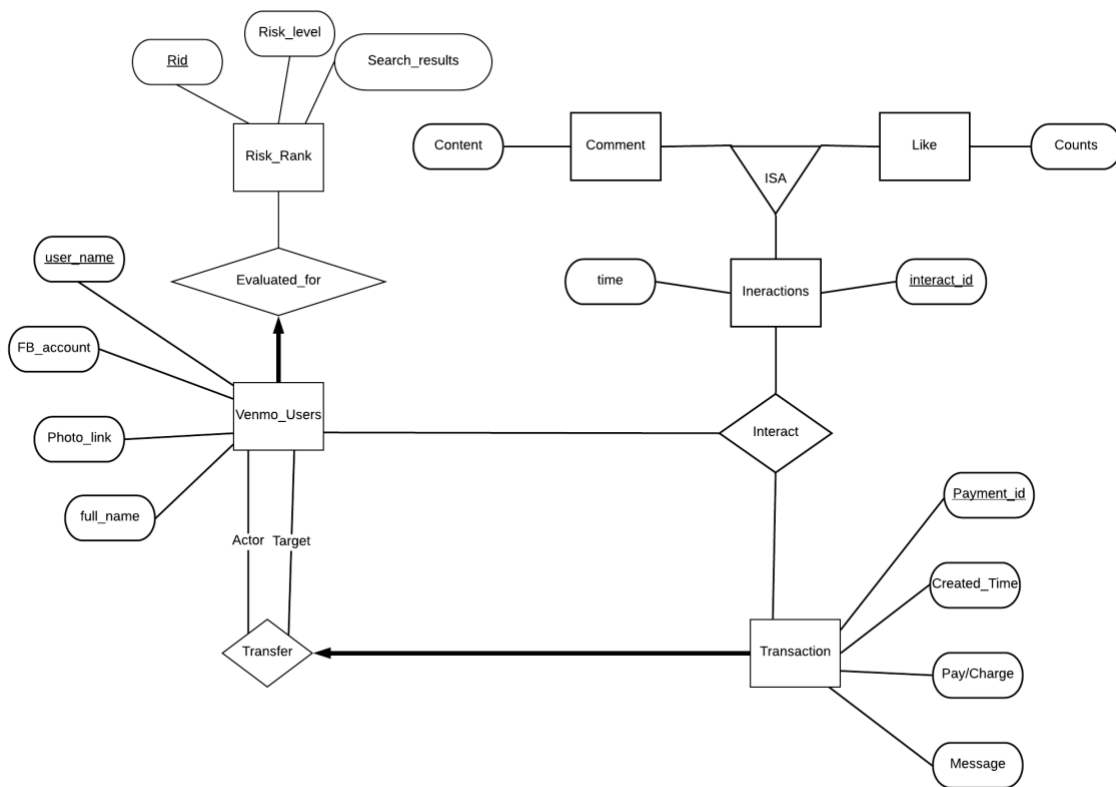 Risk_level
Rid
Search_results
Risk_Rank
Content
Comment
ISA
Like
Counts
user_name
Evaluated_for
time
Ineractions
interact_id
FB_account
Venmo_Users
Photo_link
Interact
full_name
Actor
Target
Payment_id
Created_Time
Transfer
Transaction
Pay/Charge
Message